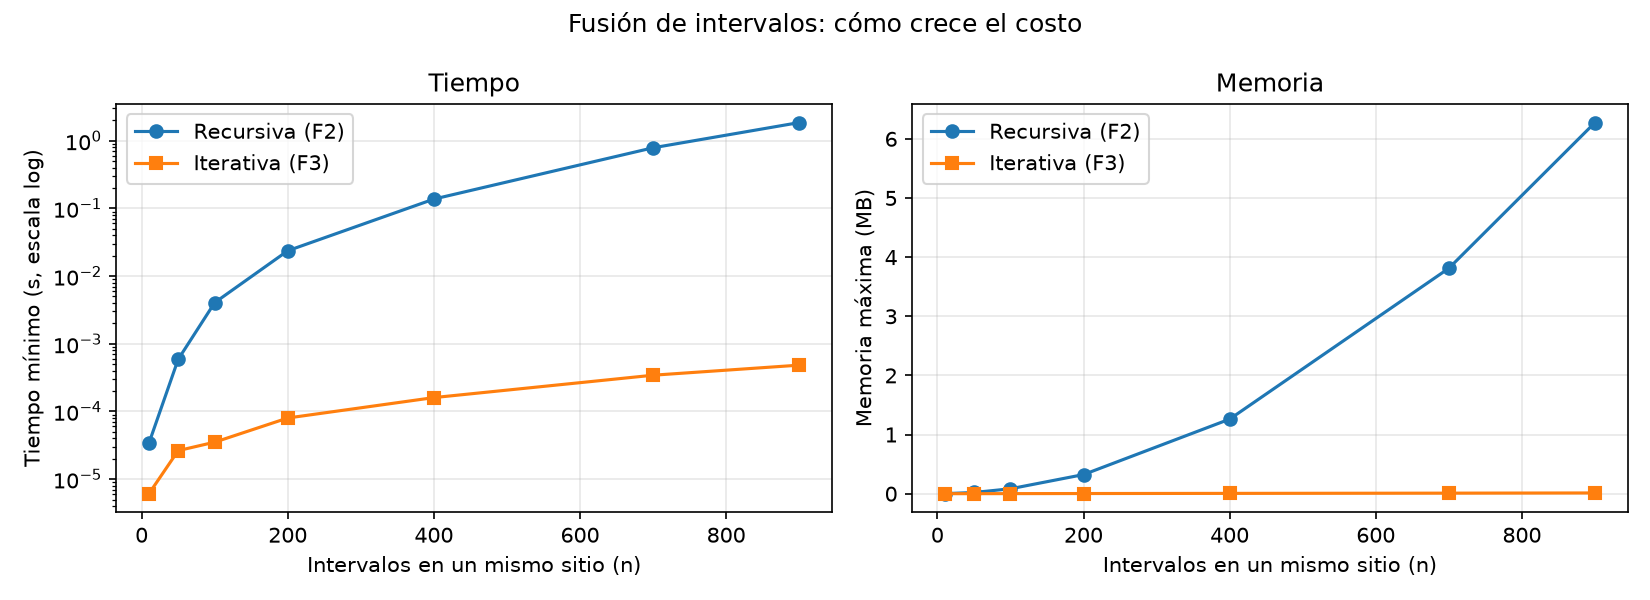 Fusión de intervalos: cómo crece el costo
Tiempo
Recursiva (F2)
Iterativa (F3)
Tiempo mínimo (s, escala log)
10⁰
10⁻¹
10⁻²
10⁻³
10⁻⁴
10⁻⁵
0 200 400 600 800
Intervalos en un mismo sitio (n)
Memoria
Recursiva (F2)
Iterativa (F3)
Memoria máxima (MB)
6
5
4
3
2
1
0
0 200 400 600 800
Intervalos en un mismo sitio (n)